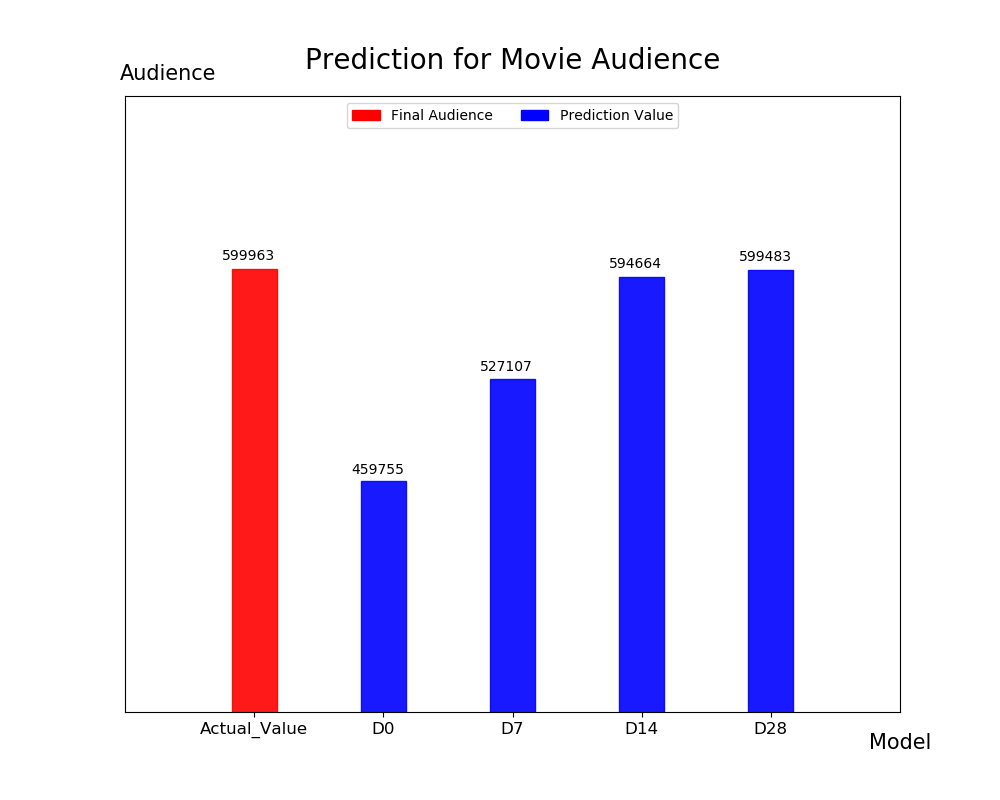 Prediction for Movie Audience
Audience
Final Audience Prediction Value
599963
459755
527107
594664
599483
Actual_Value D0 D7 D14 D28
Model